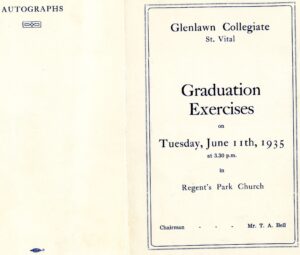 AUTOGRAPHS
Glenlawn Collegiate
St. Vital
Graduation
Exercises
on
Tuesday, June 11th, 1935
at 3.30 p.m.
in
Regent's Park Church
Chairman - - - Mr. T. A. Bell